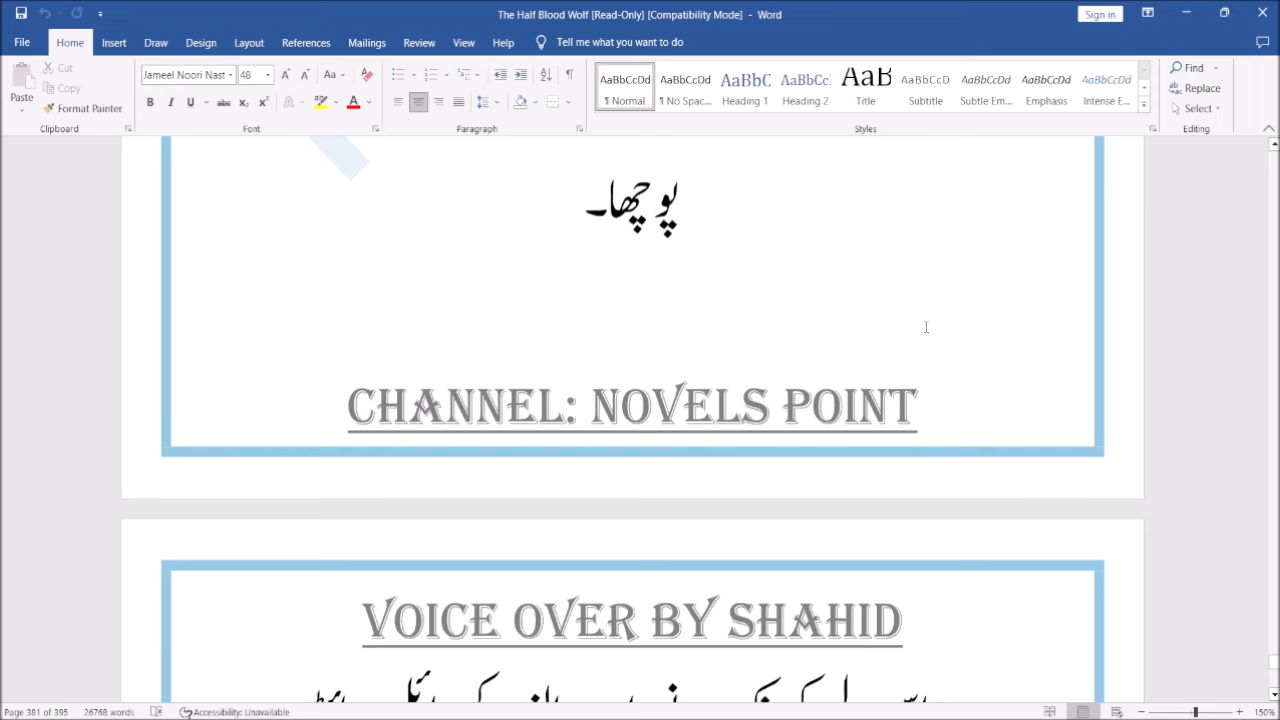 The Half Blood Wolf [Read-Only] [Compatibility Mode] - Word
Sign in
File Home Insert Draw Design Layout References Mailings Review View Help Tell me what you want to do
Paste
Cut
Copy
Format Painter
Clipboard
Jameel Noori Nast 48
Font
Paragraph
AaBbCcDd AaBbCcDd AaBbC AaBbCc AaB AaBbCcD AaBbCcDd AaBbCcDd AaBbCcDd
¶ Normal ¶ No Spac... Heading 1 Heading 2 Title Subtitle Subtle Em... Emphasis Intense E...
Styles
Find
Replace
Select
Editing
پوچھا۔
CHANNEL: NOVELS POINT
VOICE OVER BY SHAHID
Page 381 of 395 26768 words Accessibility: Unavailable 150%